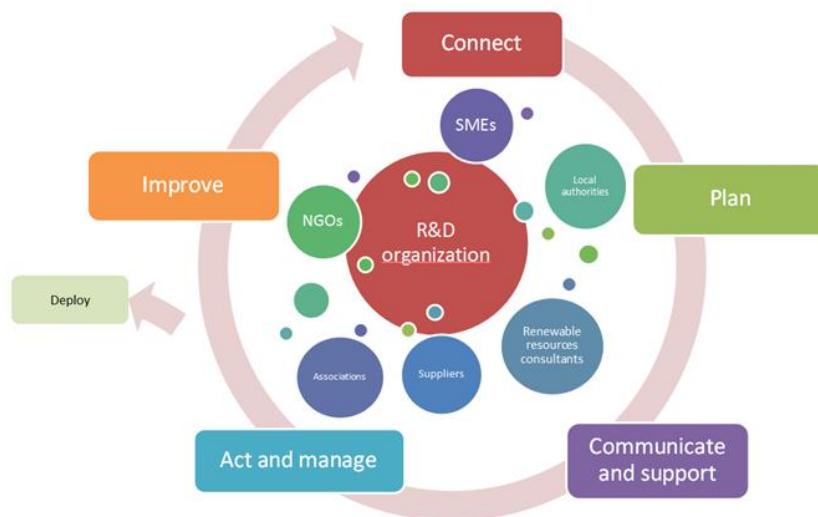 Connect
SMEs
Local
authorities
Improve
Plan
NGOs
R&D
organization
Deploy
Renewable
resources
consultants
Associations
Suppliers
Act and manage
Communicate
and support